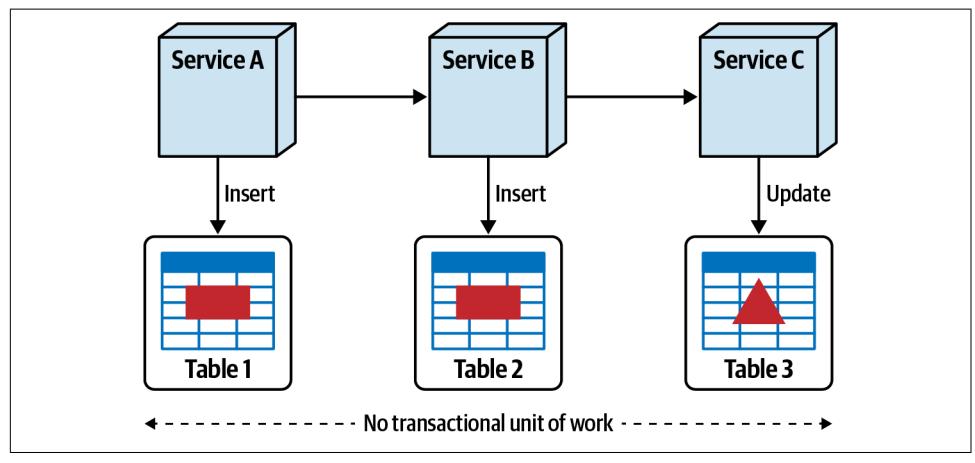 Service A
Service B
Service C
Insert
Insert
Update
Table 1
Table 2
Table 3
No transactional unit of work